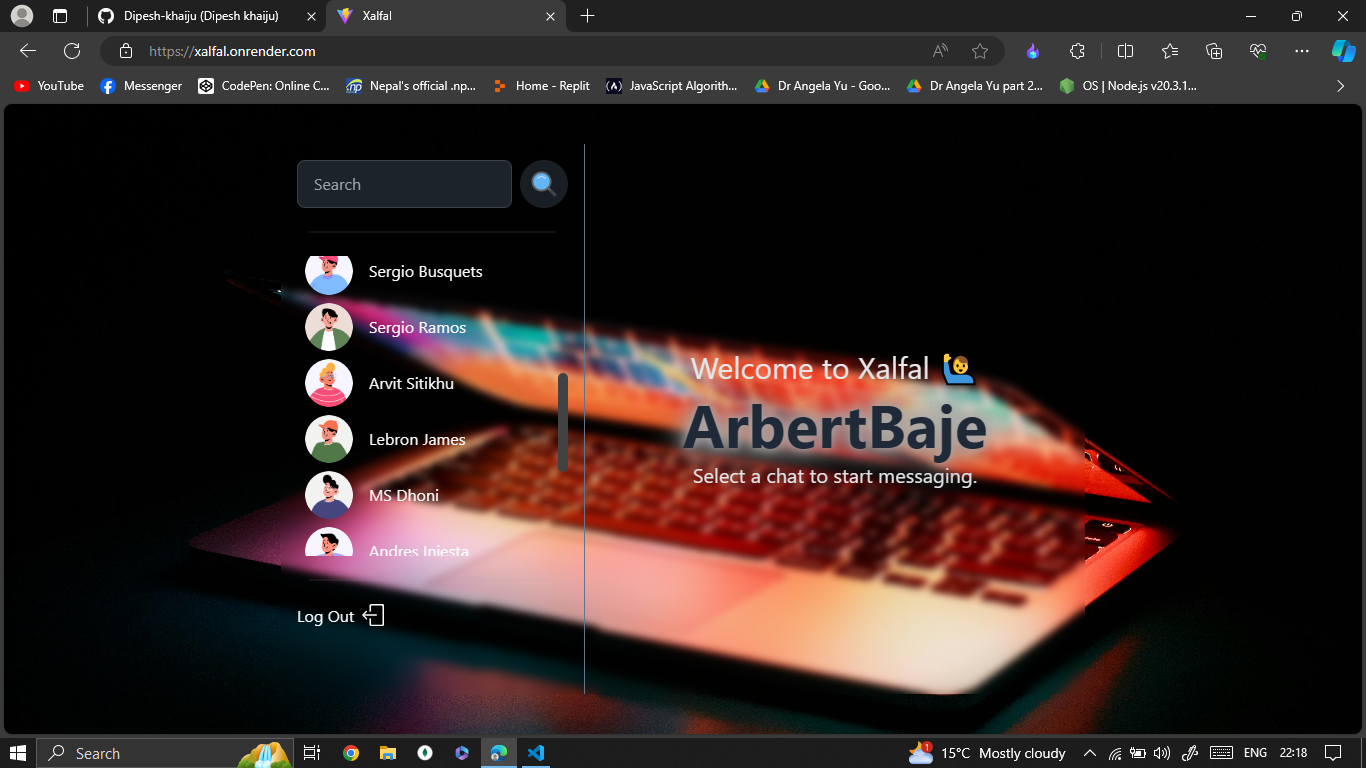 Dipesh-khaiju (Dipesh khaiju)
Xalfal
https://xalfal.onrender.com
YouTube
Messenger
CodePen: Online C...
Nepal's official .np...
Home - Replit
JavaScript Algorith...
Dr Angela Yu - Goo...
Dr Angela Yu part 2...
OS | Node.js v20.3.1...
Search
Sergio Busquets
Sergio Ramos
Arvit Sitikhu
Lebron James
MS Dhoni
Andres Iniesta
Log Out
Welcome to Xalfal
ArbertBaje
Select a chat to start messaging.
Search
1
15°C Mostly cloudy
ENG
22:18